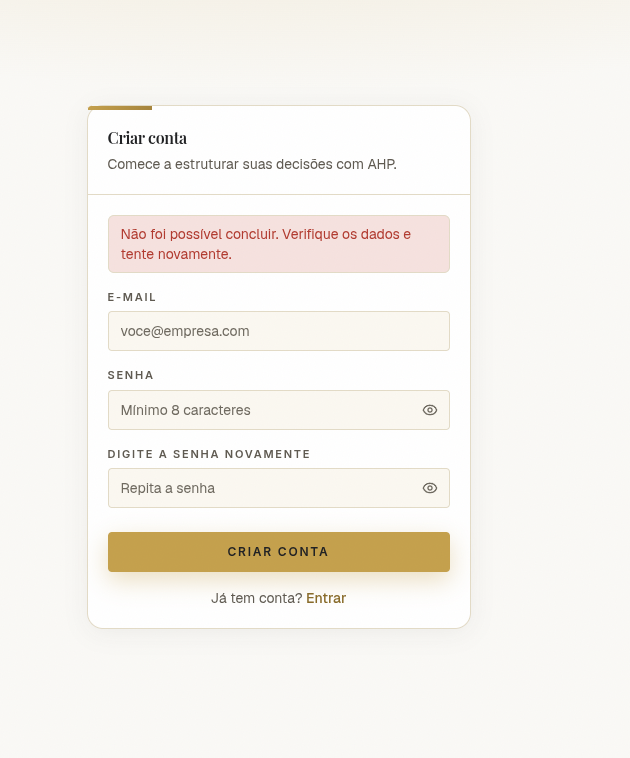 Criar conta
Comece a estruturar suas decisões com AHP.
Não foi possível concluir. Verifique os dados e
tente novamente.
E-MAIL
voce@empresa.com
SENHA
Mínimo 8 caracteres
DIGITE A SENHA NOVAMENTE
Repita a senha
CRIAR CONTA
Já tem conta? Entrar